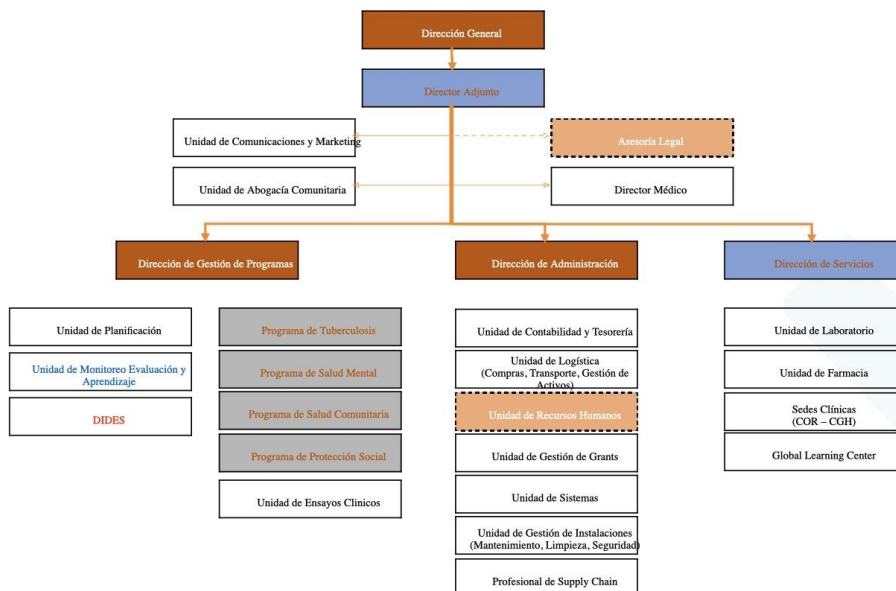 Dirección General
Director Adjunto
Unidad de Comunicaciones y Marketing
Asesoría Legal
Unidad de Abogacía Comunitaria
Director Médico
Dirección de Gestión de Programas
Dirección de Administración
Dirección de Servicios
Unidad de Planificación
Unidad de Monitoreo Evaluación y
Aprendizaje
DIDES
Programa de Tuberculosis
Programa de Salud Mental
Programa de Salud Comunitaria
Programa de Protección Social
Unidad de Ensayos Clinicos
Unidad de Contabilidad y Tesorería
Unidad de Logística
(Compras, Transporte, Gestión de
Activos)
Unidad de Recursos Humanos
Unidad de Gestión de Grants
Unidad de Sistemas
Unidad de Gestión de Instalaciones
(Mantenimiento, Limpieza, Seguridad)
Profesional de Supply Chain
Unidad de Laboratorio
Unidad de Farmacia
Sedes Clínicas
(COR – CGH)
Global Learning Center